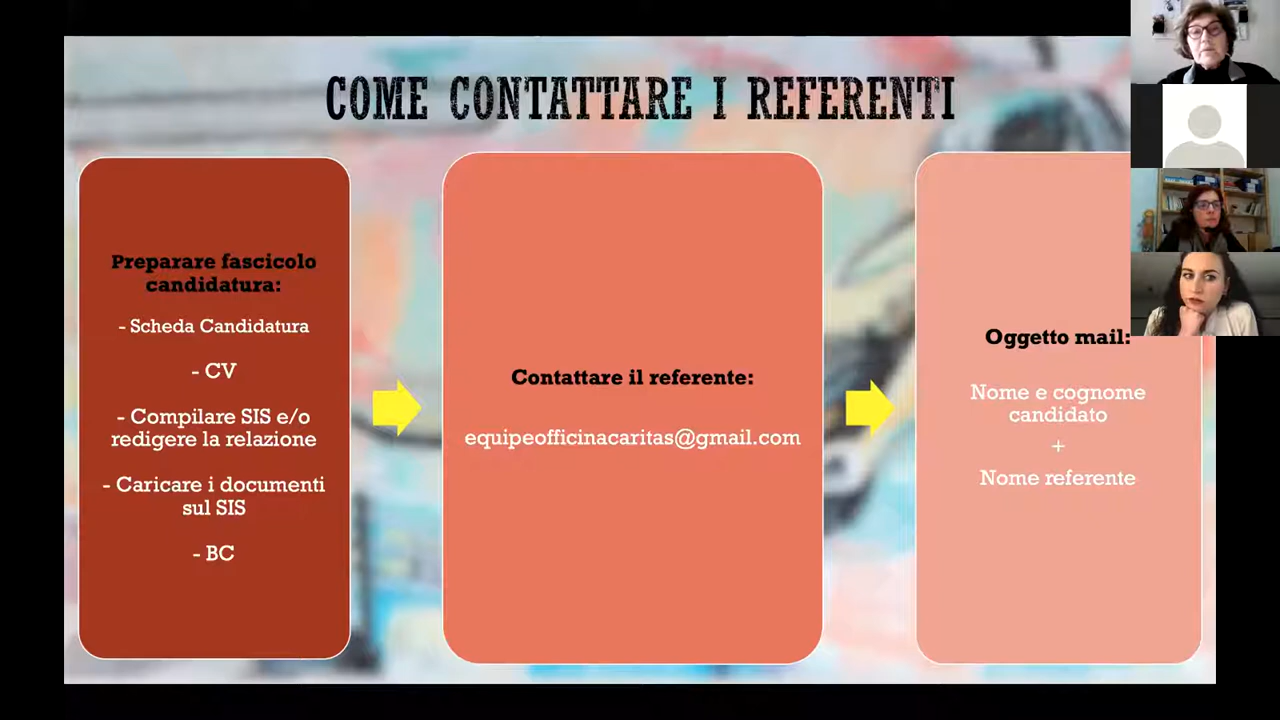 COME CONTATTARE I REFERENTI
Preparare fascicolo
candidatura:
- Scheda Candidatura
- CV
- Compilare SIS e/o
redigere la relazione
- Caricare i documenti
sul SIS
- BC
Contattare il referente:
equipeofficinacaritas@gmail.com
Oggetto mail:
Nome e cognome
candidato
+
Nome referente